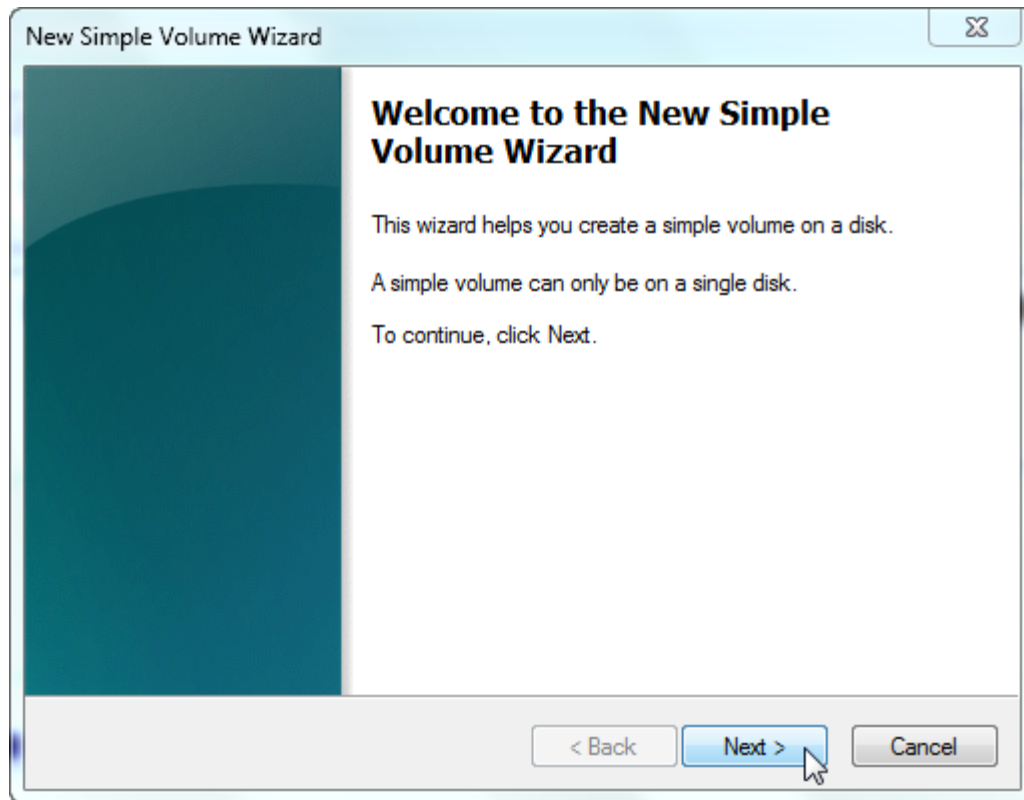 New Simple Volume Wizard
Welcome to the New Simple
Volume Wizard
This wizard helps you create a simple volume on a disk.
A simple volume can only be on a single disk.
To continue, click Next.
< Back
Next >
Cancel